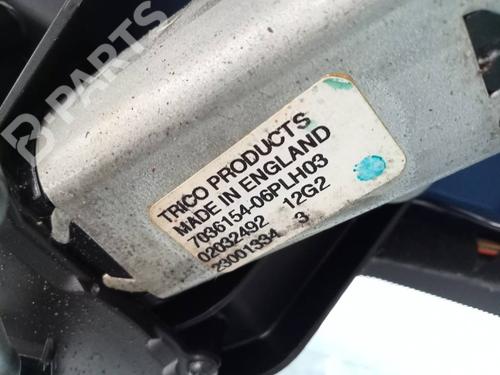 B-PARTS
TRICO PRODUCTS
MADE IN ENGLAND
7036154-06PLH03
02032492 12G2
23001334 3